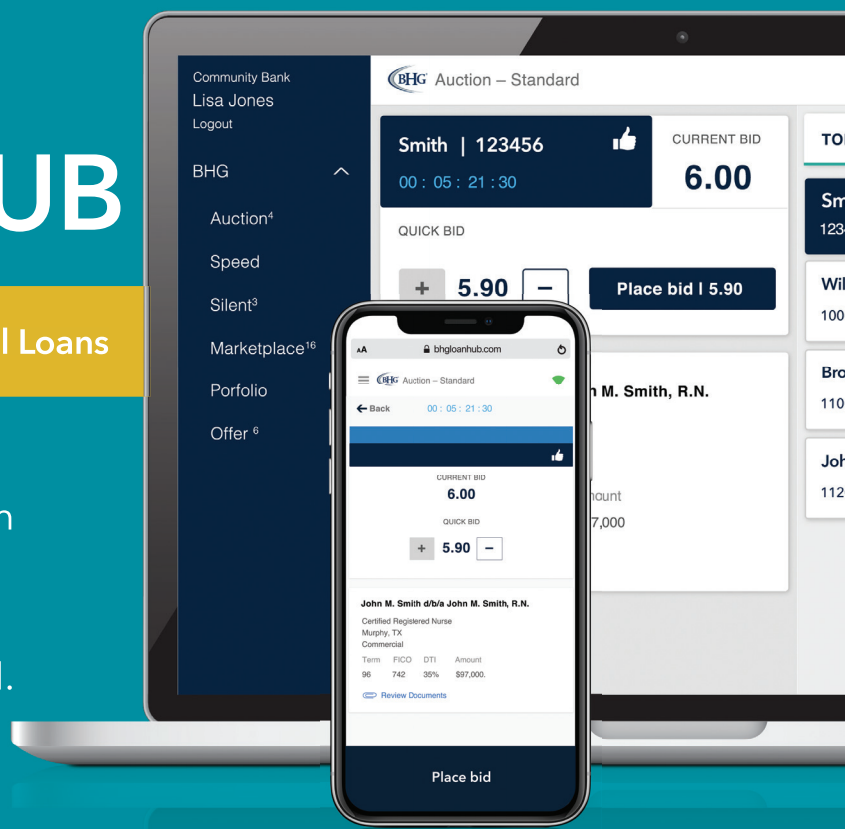 UB
l Loans
n
.
Community Bank
Lisa Jones
Logout
BHG
Auction⁴
Speed
Silent³
Marketplace¹⁶
Porfolio
Offer ⁶
BHG Auction – Standard
Smith | 123456
00 : 05 : 21 : 30
CURRENT BID
6.00
QUICK BID
+ 5.90 −
Place bid | 5.90
M. Smith, R.N.
ount
7,000
TO
Sm
123
Wil
100
Bro
110
Joh
112
AA bhgloanhub.com
BHG Auction – Standard
Back 00 : 05 : 21 : 30
CURRENT BID
6.00
QUICK BID
+ 5.90 −
John M. Smith d/b/a John M. Smith, R.N.
Certified Registered Nurse
Murphy, TX
Commercial
Term FICO DTI Amount
96 742 35% $97,000.
Review Documents
Place bid